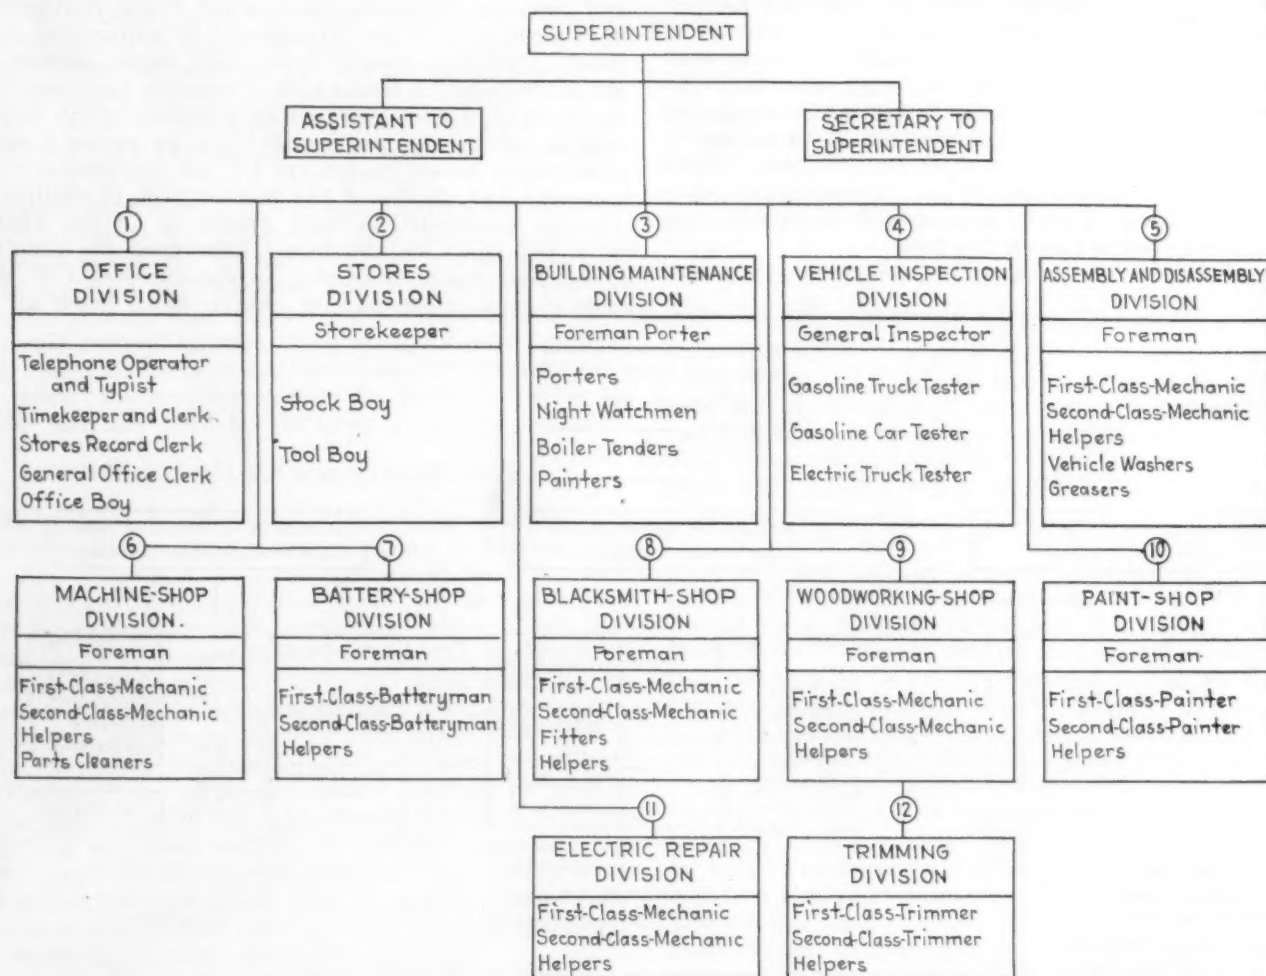 SUPERINTENDENT
ASSISTANT TO
SUPERINTENDENT
SECRETARY TO
SUPERINTENDENT
1
OFFICE
DIVISION
Telephone Operator
and Typist
Timekeeper and Clerk
Stores Record Clerk
General Office Clerk
Office Boy
2
STORES
DIVISION
Storekeeper
Stock Boy
Tool Boy
3
BUILDING MAINTENANCE
DIVISION
Foreman Porter
Porters
Night Watchmen
Boiler Tenders
Painters
4
VEHICLE INSPECTION
DIVISION
General Inspector
Gasoline Truck Tester
Gasoline Car Tester
Electric Truck Tester
5
ASSEMBLY AND DISASSEMBLY
DIVISION
Foreman
First-Class-Mechanic
Second-Class-Mechanic
Helpers
Vehicle Washers
Greasers
6
MACHINE-SHOP
DIVISION.
Foreman
First-Class-Mechanic
Second-Class-Mechanic
Helpers
Parts Cleaners
7
BATTERY-SHOP
DIVISION
Foreman
First-Class-Batteryman
Second-Class-Batteryman
Helpers
8
BLACKSMITH-SHOP
DIVISION
Foreman
First-Class-Mechanic
Second-Class-Mechanic
Fitters
Helpers
9
WOODWORKING-SHOP
DIVISION
Foreman
First-Class-Mechanic
Second-Class-Mechanic
Helpers
10
PAINT-SHOP
DIVISION
Foreman
First-Class-Painter
Second-Class-Painter
Helpers
11
ELECTRIC REPAIR
DIVISION
First-Class-Mechanic
Second-Class-Mechanic
Helpers
12
TRIMMING
DIVISION
First-Class-Trimmer
Second-Class-Trimmer
Helpers